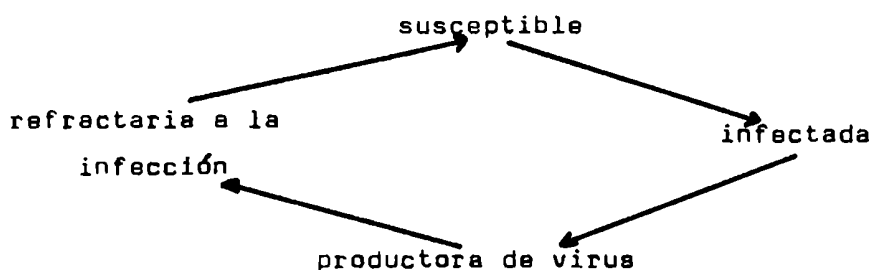 susceptible
refractaria a la
infección
infectada
productora de virus